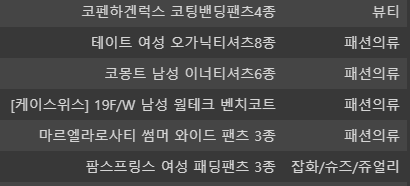 코펜하겐럭스 코팅밴딩팬츠4종 뷰티
테이트 여성 오가닉티셔츠8종 패션의류
코몽트 남성 이너티셔츠6종 패션의류
[케이스위스] 19F/W 남성 웜테크 벤치코트 패션의류
마르엘라로사티 썸머 와이드 팬츠 3종 패션의류
팜스프링스 여성 패딩팬츠 3종 잡화/슈즈/쥬얼리